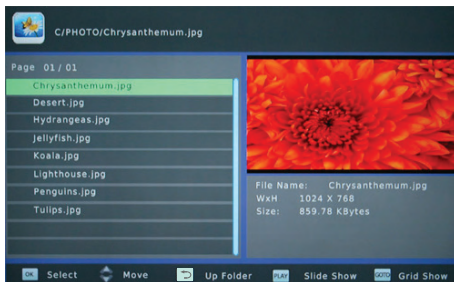 C/PHOTO/Chrysanthemum.jpg
Page 01/01
Chrysanthemum.jpg
Desert.jpg
Hydrangeas.jpg
Jellyfish.jpg
Koala.jpg
Lighthouse.jpg
Penguins.jpg
Tulips.jpg
File Name: Chrysanthemum.jpg
WxH 1024 X 768
Size: 859.78 KBytes
OK Select Move Up Folder PLAY Slide Show GOTO Grid Show